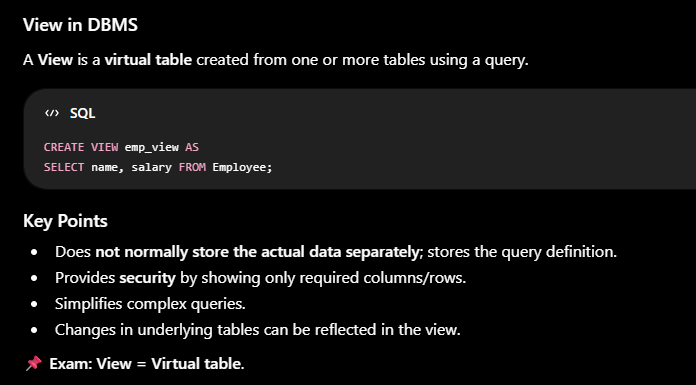 View in DBMS
A View is a virtual table created from one or more tables using a query.
</> SQL
CREATE VIEW emp_view AS
SELECT name, salary FROM Employee;
Key Points
• Does not normally store the actual data separately; stores the query definition.
• Provides security by showing only required columns/rows.
• Simplifies complex queries.
• Changes in underlying tables can be reflected in the view.
📌 Exam: View = Virtual table.